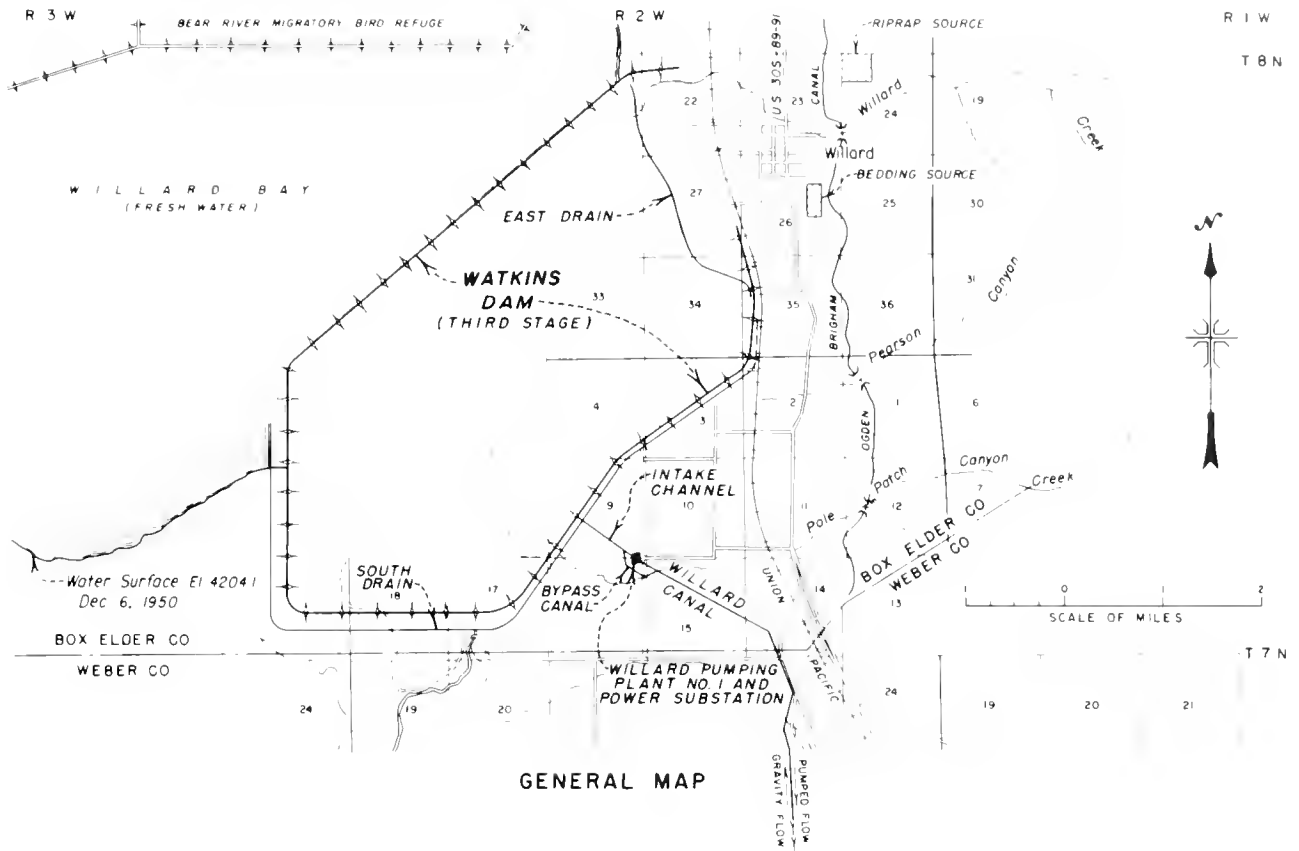 R 3 W
BEAR RIVER MIGRATORY BIRD REFUGE
R 2 W
US 30S-89-91
RIPRAP SOURCE
R 1 W
T 8 N
CANAL
Willard
Creek
22
23
24
19
WILLARD BAY
(FRESH WATER)
Willard
BEDDING SOURCE
EAST DRAIN
27
26
25
30
N
WATKINS
DAM
(THIRD STAGE)
33
34
35
36
31
Canyon
BRIGHAM
Pearson
4
3
2
1
6
OGDEN
INTAKE
CHANNEL
9
10
11
12
7
Pole
Patch
Canyon
Creek
BOX ELDER CO
WEBER CO
Water Surface El 4204.1
Dec 6, 1950
SOUTH
DRAIN
18
17
BYPASS
CANAL
WILLARD
CANAL
15
14
13
UNION
PACIFIC
1
0
1
2
SCALE OF MILES
BOX ELDER CO
WEBER CO
T 7 N
WILLARD PUMPING
PLANT NO. 1 AND
POWER SUBSTATION
24
19
20
24
19
20
21
GENERAL MAP
GRAVITY FLOW
PUMPED FLOW